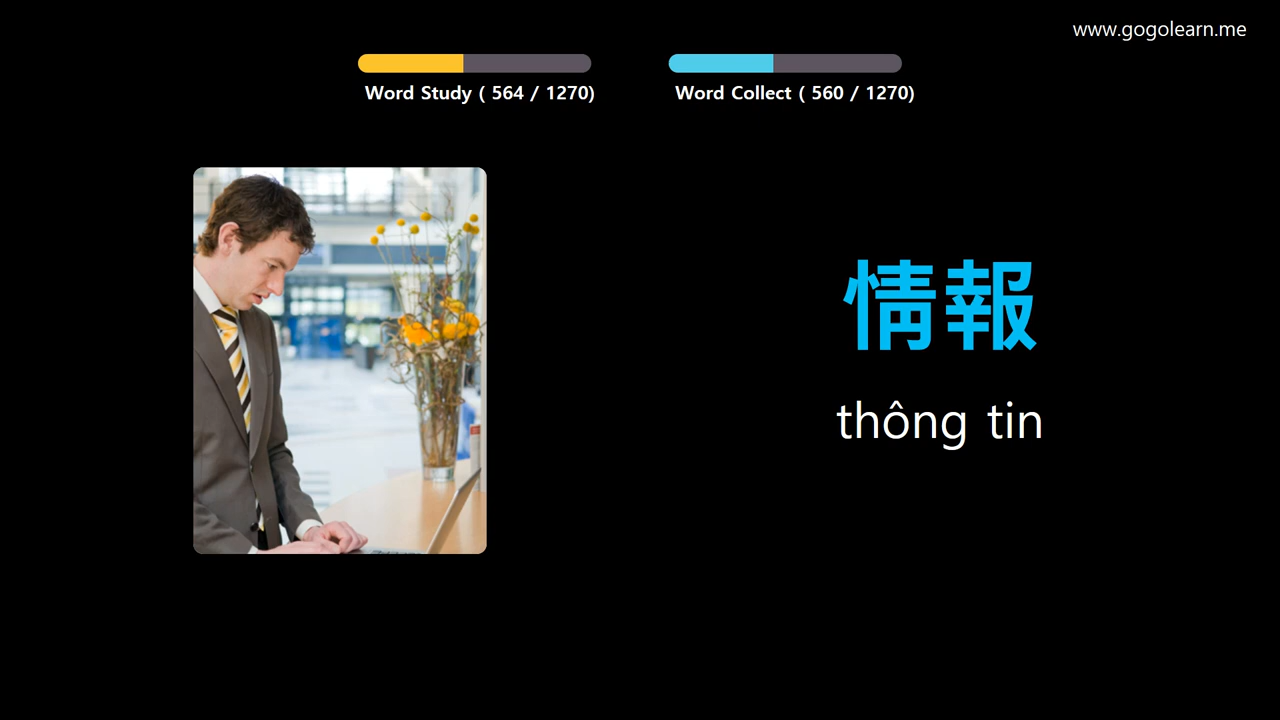 www.gogolearn.me
Word Study ( 564 / 1270)
Word Collect ( 560 / 1270)
情報
thông tin